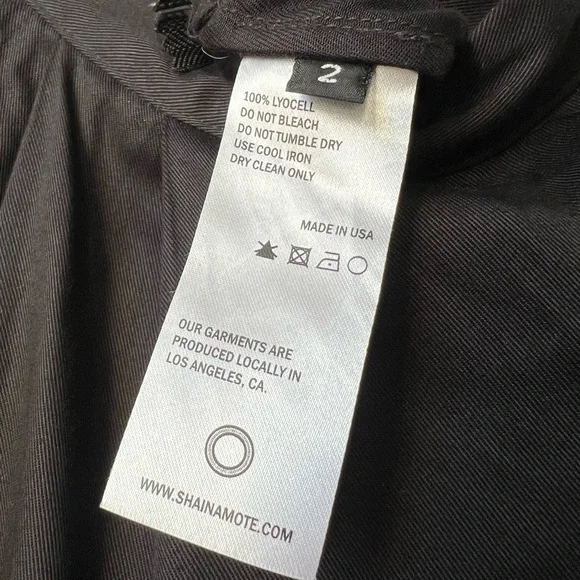 2
100% LYOCELL
DO NOT BLEACH
DO NOT TUMBLE DRY
USE COOL IRON
DRY CLEAN ONLY
MADE IN USA
OUR GARMENTS ARE
PRODUCED LOCALLY IN
LOS ANGELES, CA.
WWW.SHAINAMOTE.COM